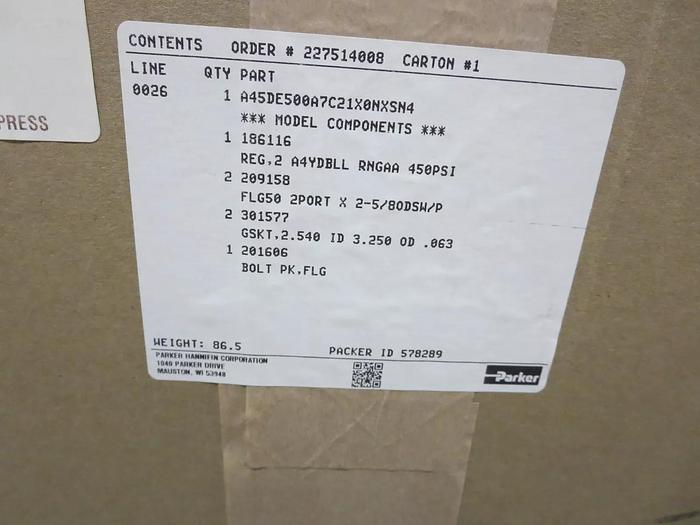 PRESS
CONTENTS ORDER # 227514008 CARTON #1
LINE QTY PART
0026 1 A45DE500A7C21X0NXSN4
*** MODEL COMPONENTS ***
1 186116
REG,2 A4YDBLL RNGAA 450PSI
2 209158
FLG50 2PORT X 2-5/8ODSW/P
2 301577
GSKT,2.540 ID 3.250 OD .063
1 201606
BOLT PK,FLG
WEIGHT: 86.5 PACKER ID 578289
PARKER HANNIFIN CORPORATION
1040 PARKER DRIVE
MAUSTON, WI 53948
Parker